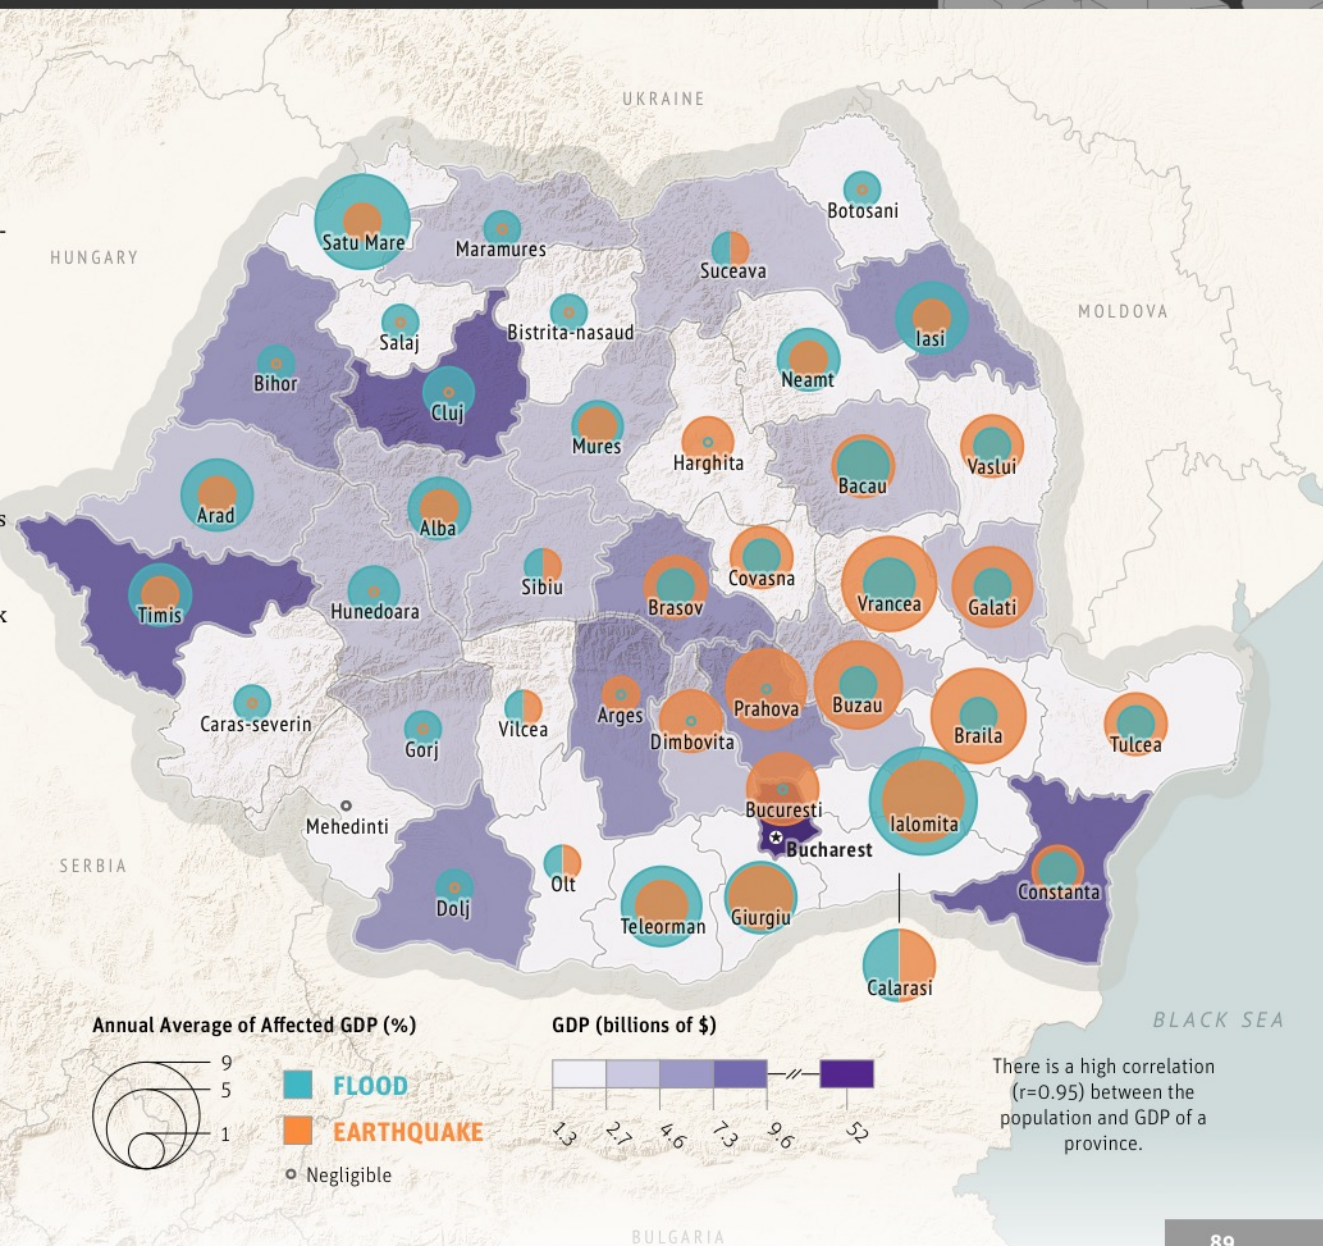 UKRAINE
HUNGARY
MOLDOVA
SERBIA
BULGARIA
BLACK SEA
Botosani
Satu Mare
Maramures
Suceava
Iasi
Salaj
Bistrita-nasaud
Bihor
Cluj
Neamt
Mures
Harghita
Bacau
Vaslui
Arad
Alba
Sibiu
Covasna
Timis
Hunedoara
Brasov
Vrancea
Galati
Caras-severin
Gorj
Vilcea
Arges
Dimbovita
Prahova
Buzau
Braila
Tulcea
Mehedinti
Bucuresti
Bucharest
Ialomita
Constanta
Dolj
Olt
Teleorman
Giurgiu
Calarasi
Annual Average of Affected GDP (%)
9
5
1
FLOOD
EARTHQUAKE
Negligible
GDP (billions of $)
1.3
2.7
4.6
7.3
9.6
52
There is a high correlation
(r=0.95) between the
population and GDP of a
province.
89